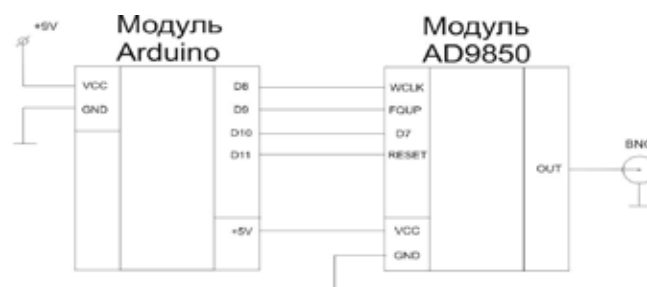 +9V
Модуль
Arduino
VCC
GND
D8
D9
D10
D11
+5V
Модуль
AD9850
WCLK
FQUP
D7
RESET
VCC
GND
OUT
BNC